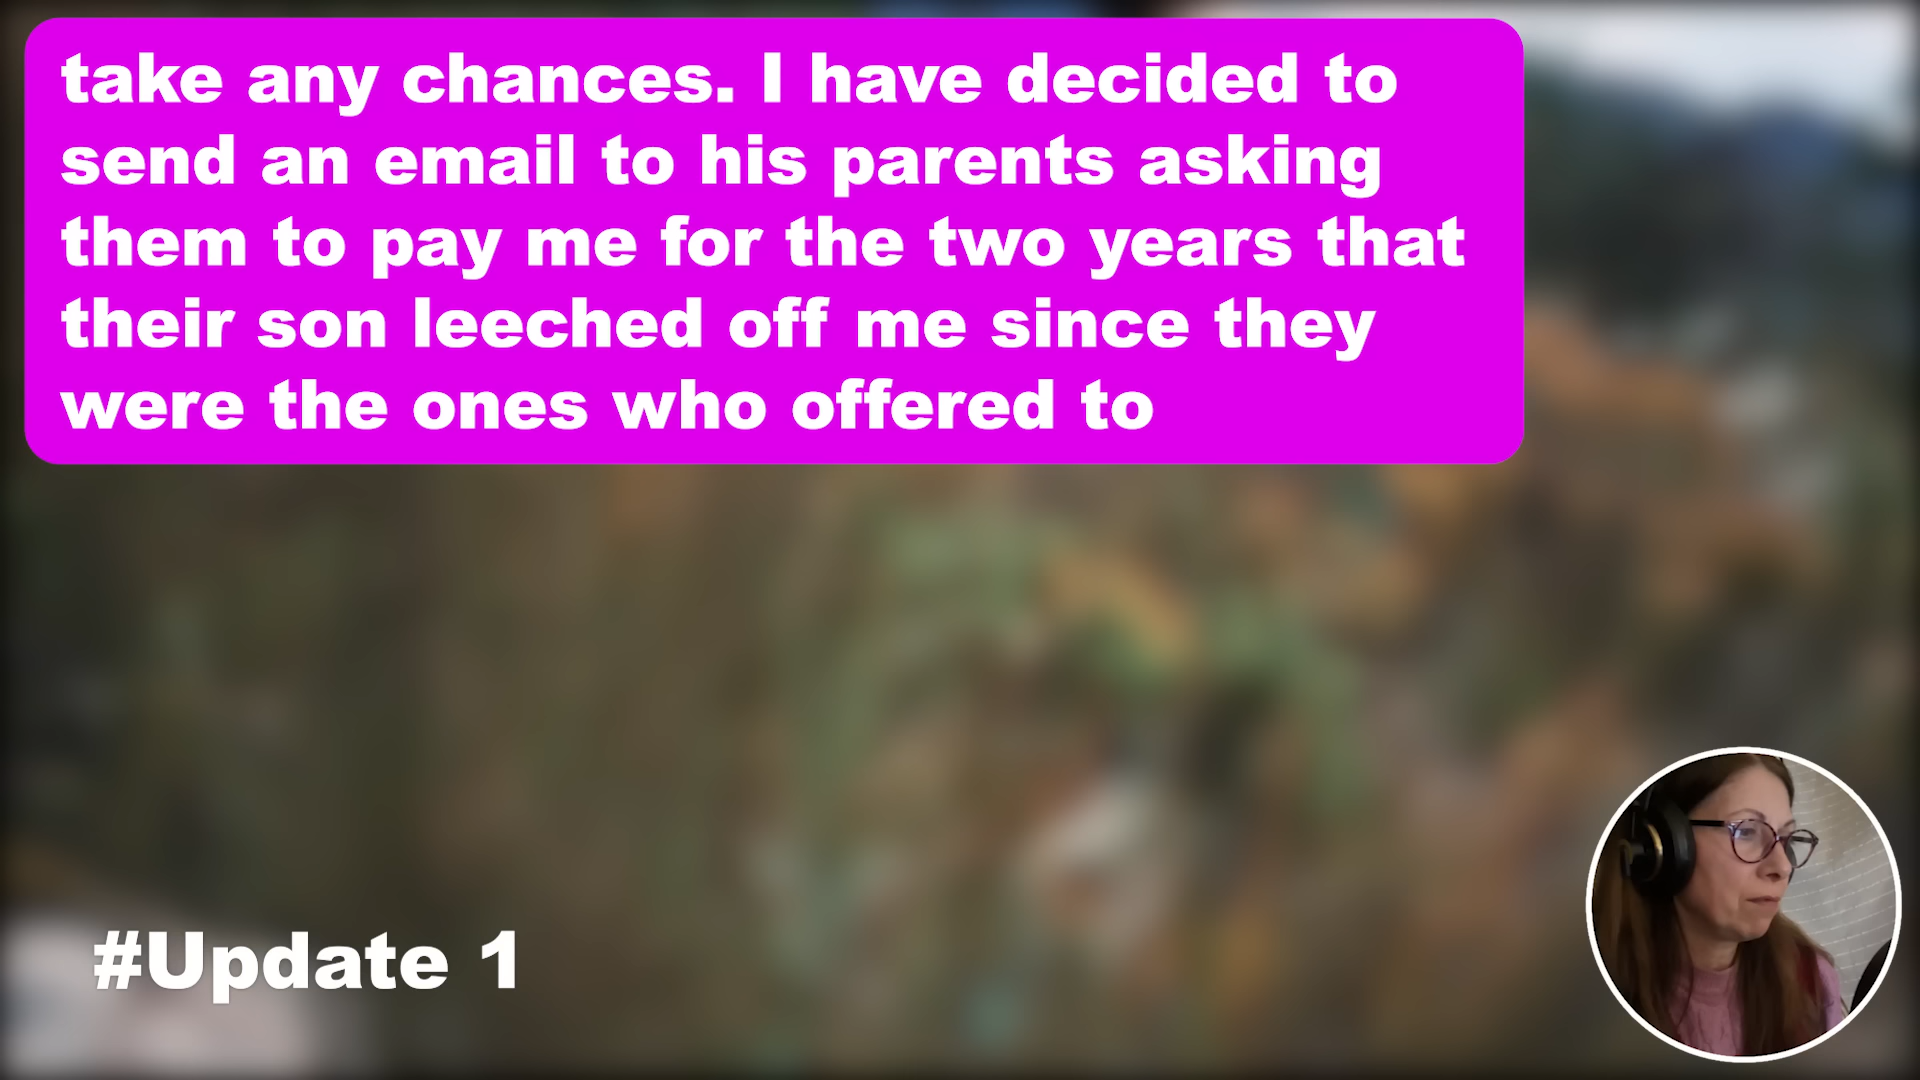 take any chances. I have decided to
send an email to his parents asking
them to pay me for the two years that
their son leeched off me since they
were the ones who offered to
#Update 1